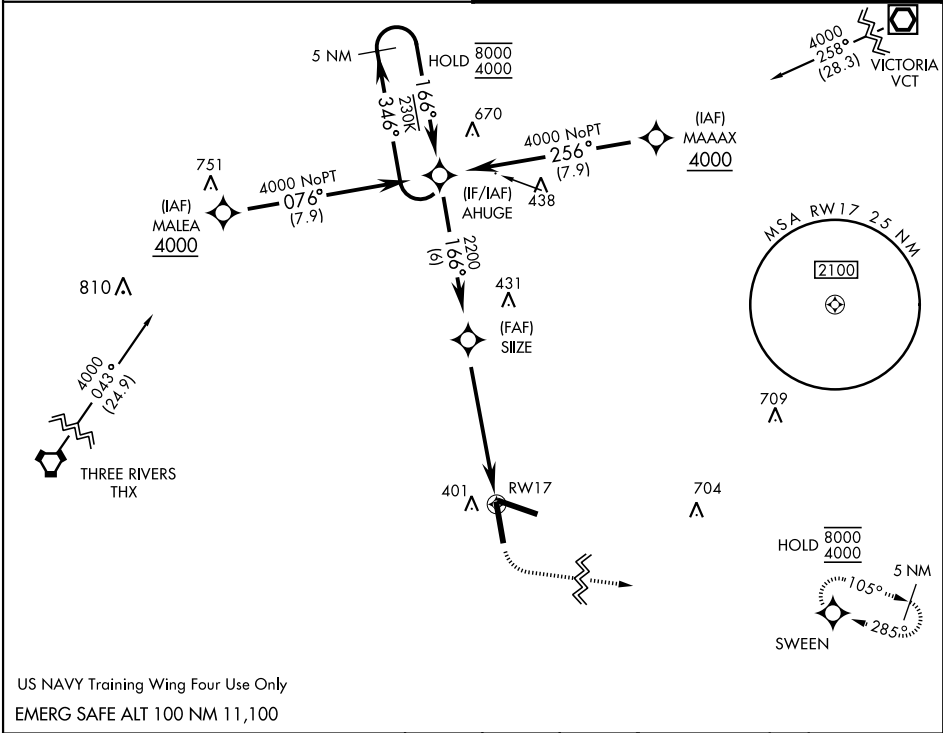 5 NM
HOLD 8000
4000
346°
230K
166°
670
4000
258°
(28.3)
VICTORIA
VCT
(IAF)
MAAAX
4000
4000 NoPT
256°
(7.9)
438
(IF/IAF)
AHUGE
751
(IAF)
MALEA
4000
4000 NoPT
076°
(7.9)
2200
166°
(6)
MSA RW17 25 NM
2100
810
431
(FAF)
SIIZE
4000
043°
(24.9)
THREE RIVERS
THX
709
401
RW17
704
HOLD 8000
4000
5 NM
105°
285°
SWEEN
US NAVY Training Wing Four Use Only
EMERG SAFE ALT 100 NM 11,100